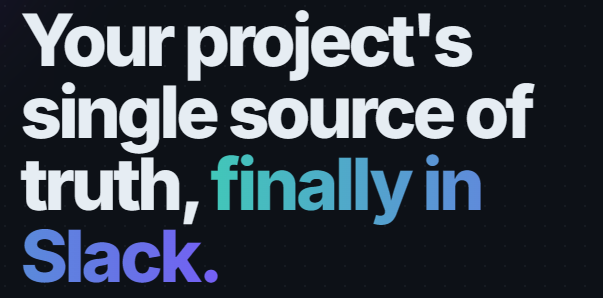 Your project's
single source of
truth, finally in
Slack.